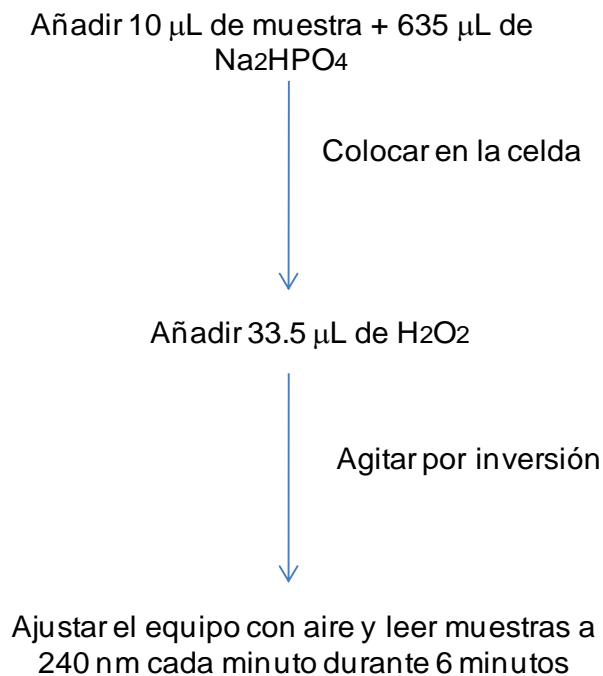 Añadir 10 μL de muestra + 635 μL de
Na2HPO4
Colocar en la celda
Añadir 33.5 μL de H2O2
Agitar por inversión
Ajustar el equipo con aire y leer muestras a
240 nm cada minuto durante 6 minutos